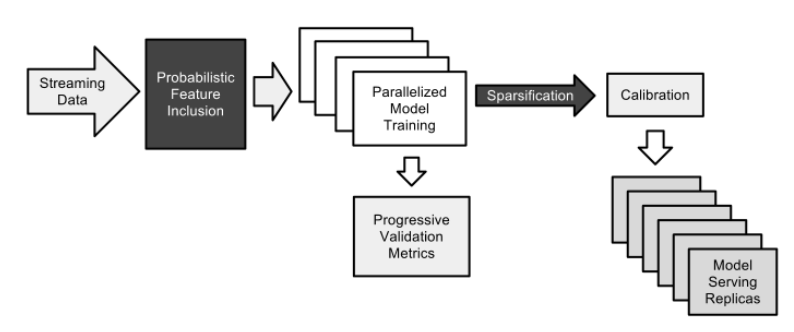 Streaming
Data
Probabilistic
Feature
Inclusion
Parallelized
Model
Training
Sparsification
Calibration
Progressive
Validation
Metrics
Model
Serving
Replicas